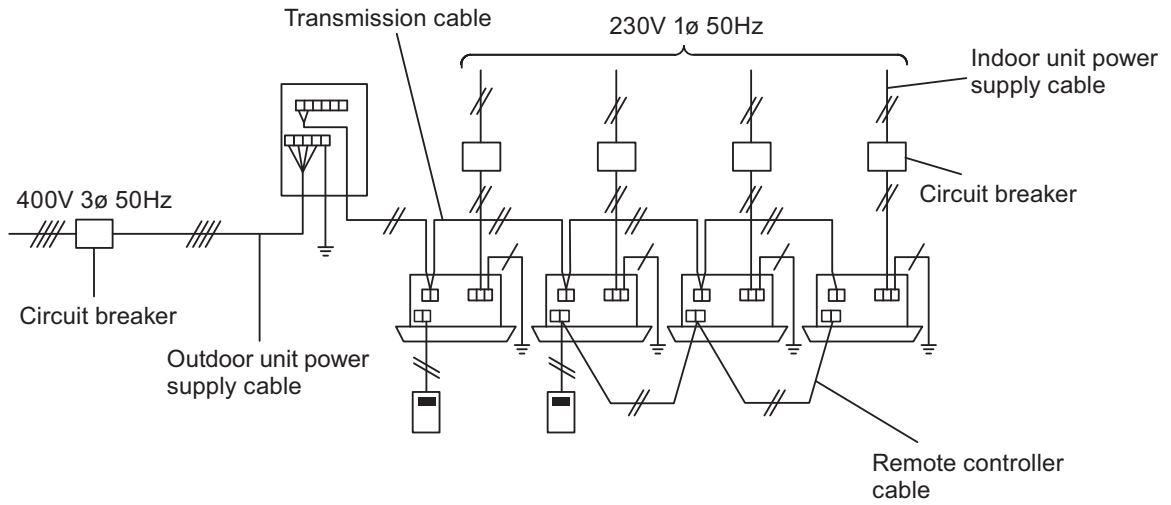 Transmission cable
230V 1ø 50Hz
Indoor unit power
supply cable
Circuit breaker
400V 3ø 50Hz
Circuit breaker
Outdoor unit power
supply cable
Remote controller
cable